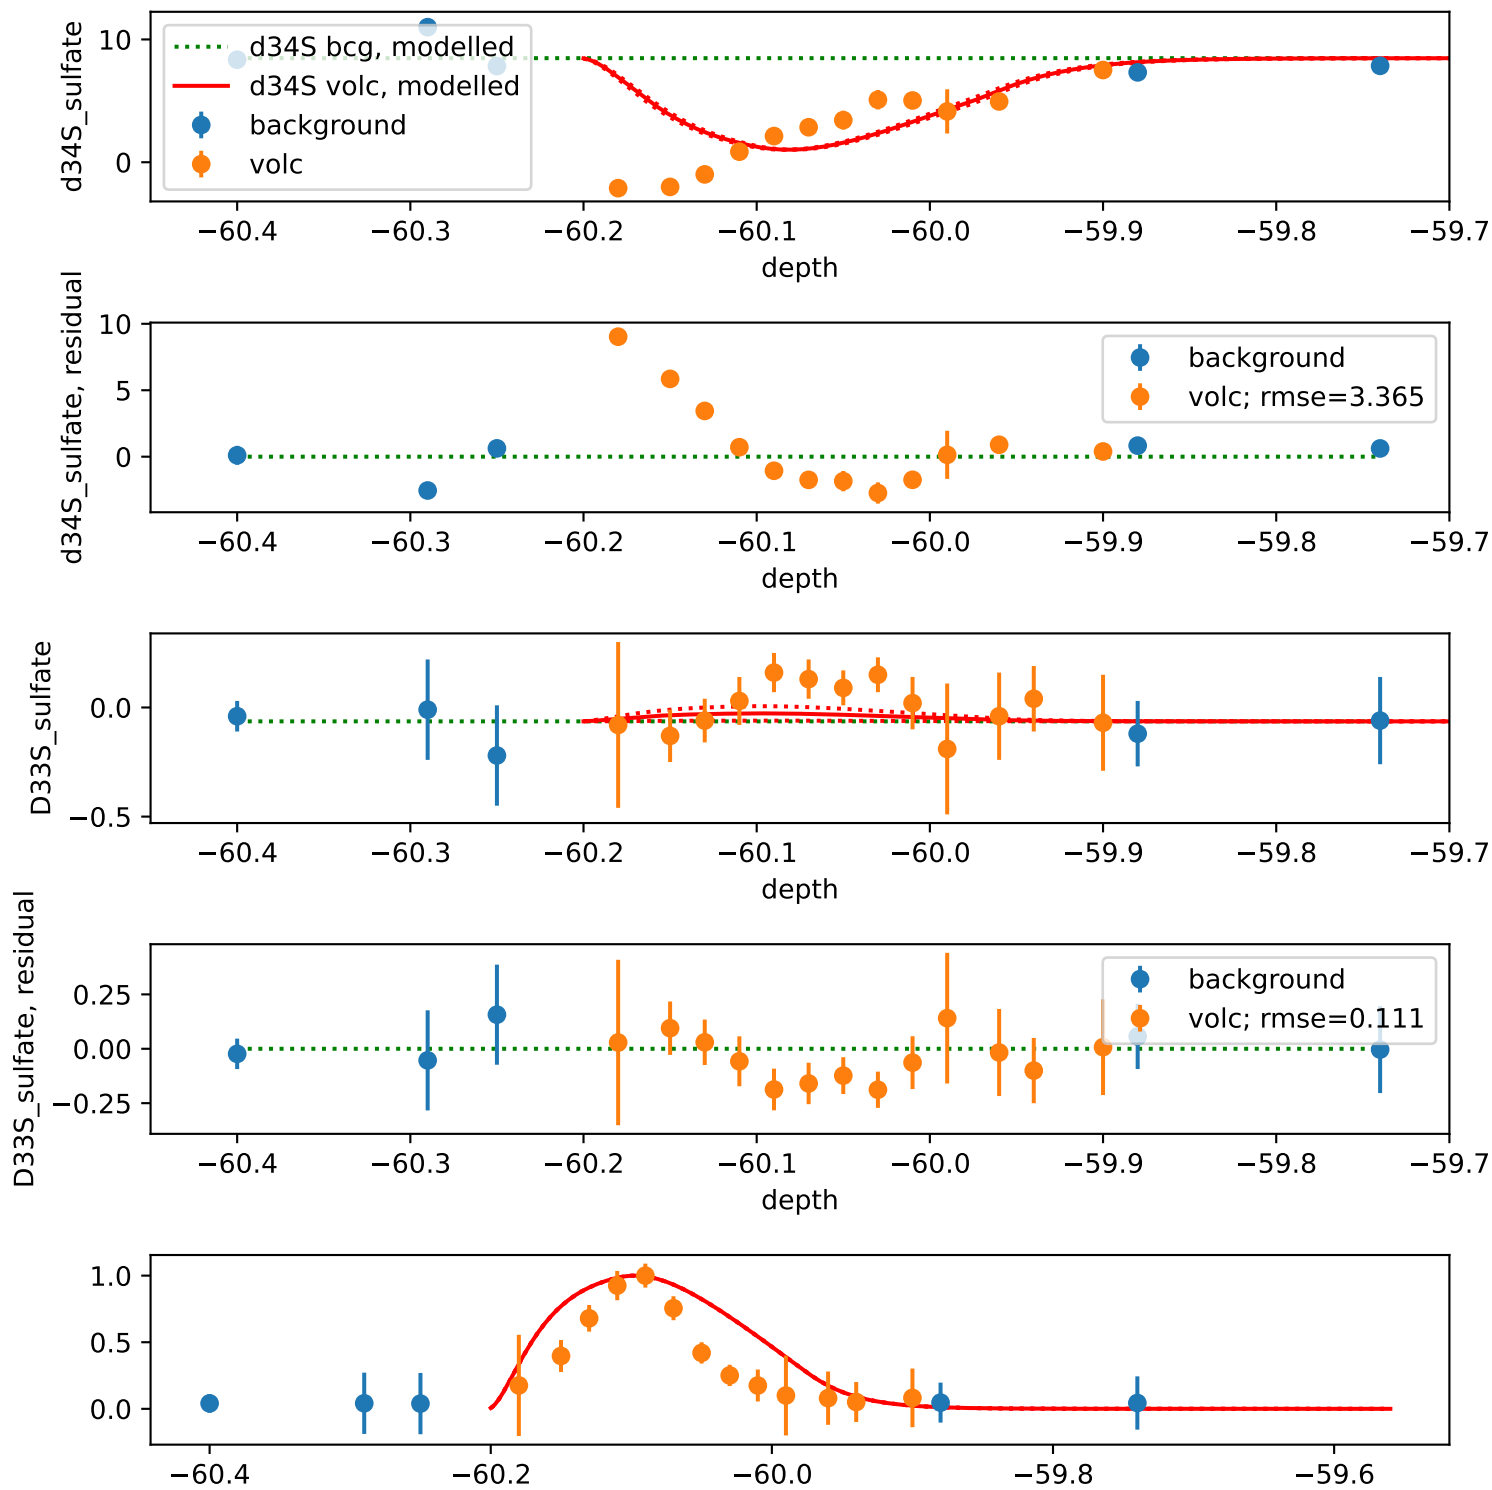 d34S_sulfate
10
0
d34S bcg, modelled
d34S volc, modelled
background
volc
−60.4 −60.3 −60.2 −60.1 −60.0 −59.9 −59.8 −59.7
depth
d34S_sulfate, residual
10
5
0
background
volc; rmse=3.365
−60.4 −60.3 −60.2 −60.1 −60.0 −59.9 −59.8 −59.7
depth
D33S_sulfate
0.0
−0.5
−60.4 −60.3 −60.2 −60.1 −60.0 −59.9 −59.8 −59.7
depth
D33S_sulfate, residual
0.25
0.00
−0.25
background
volc; rmse=0.111
−60.4 −60.3 −60.2 −60.1 −60.0 −59.9 −59.8 −59.7
depth
1.0
0.5
0.0
−60.4 −60.2 −60.0 −59.8 −59.6